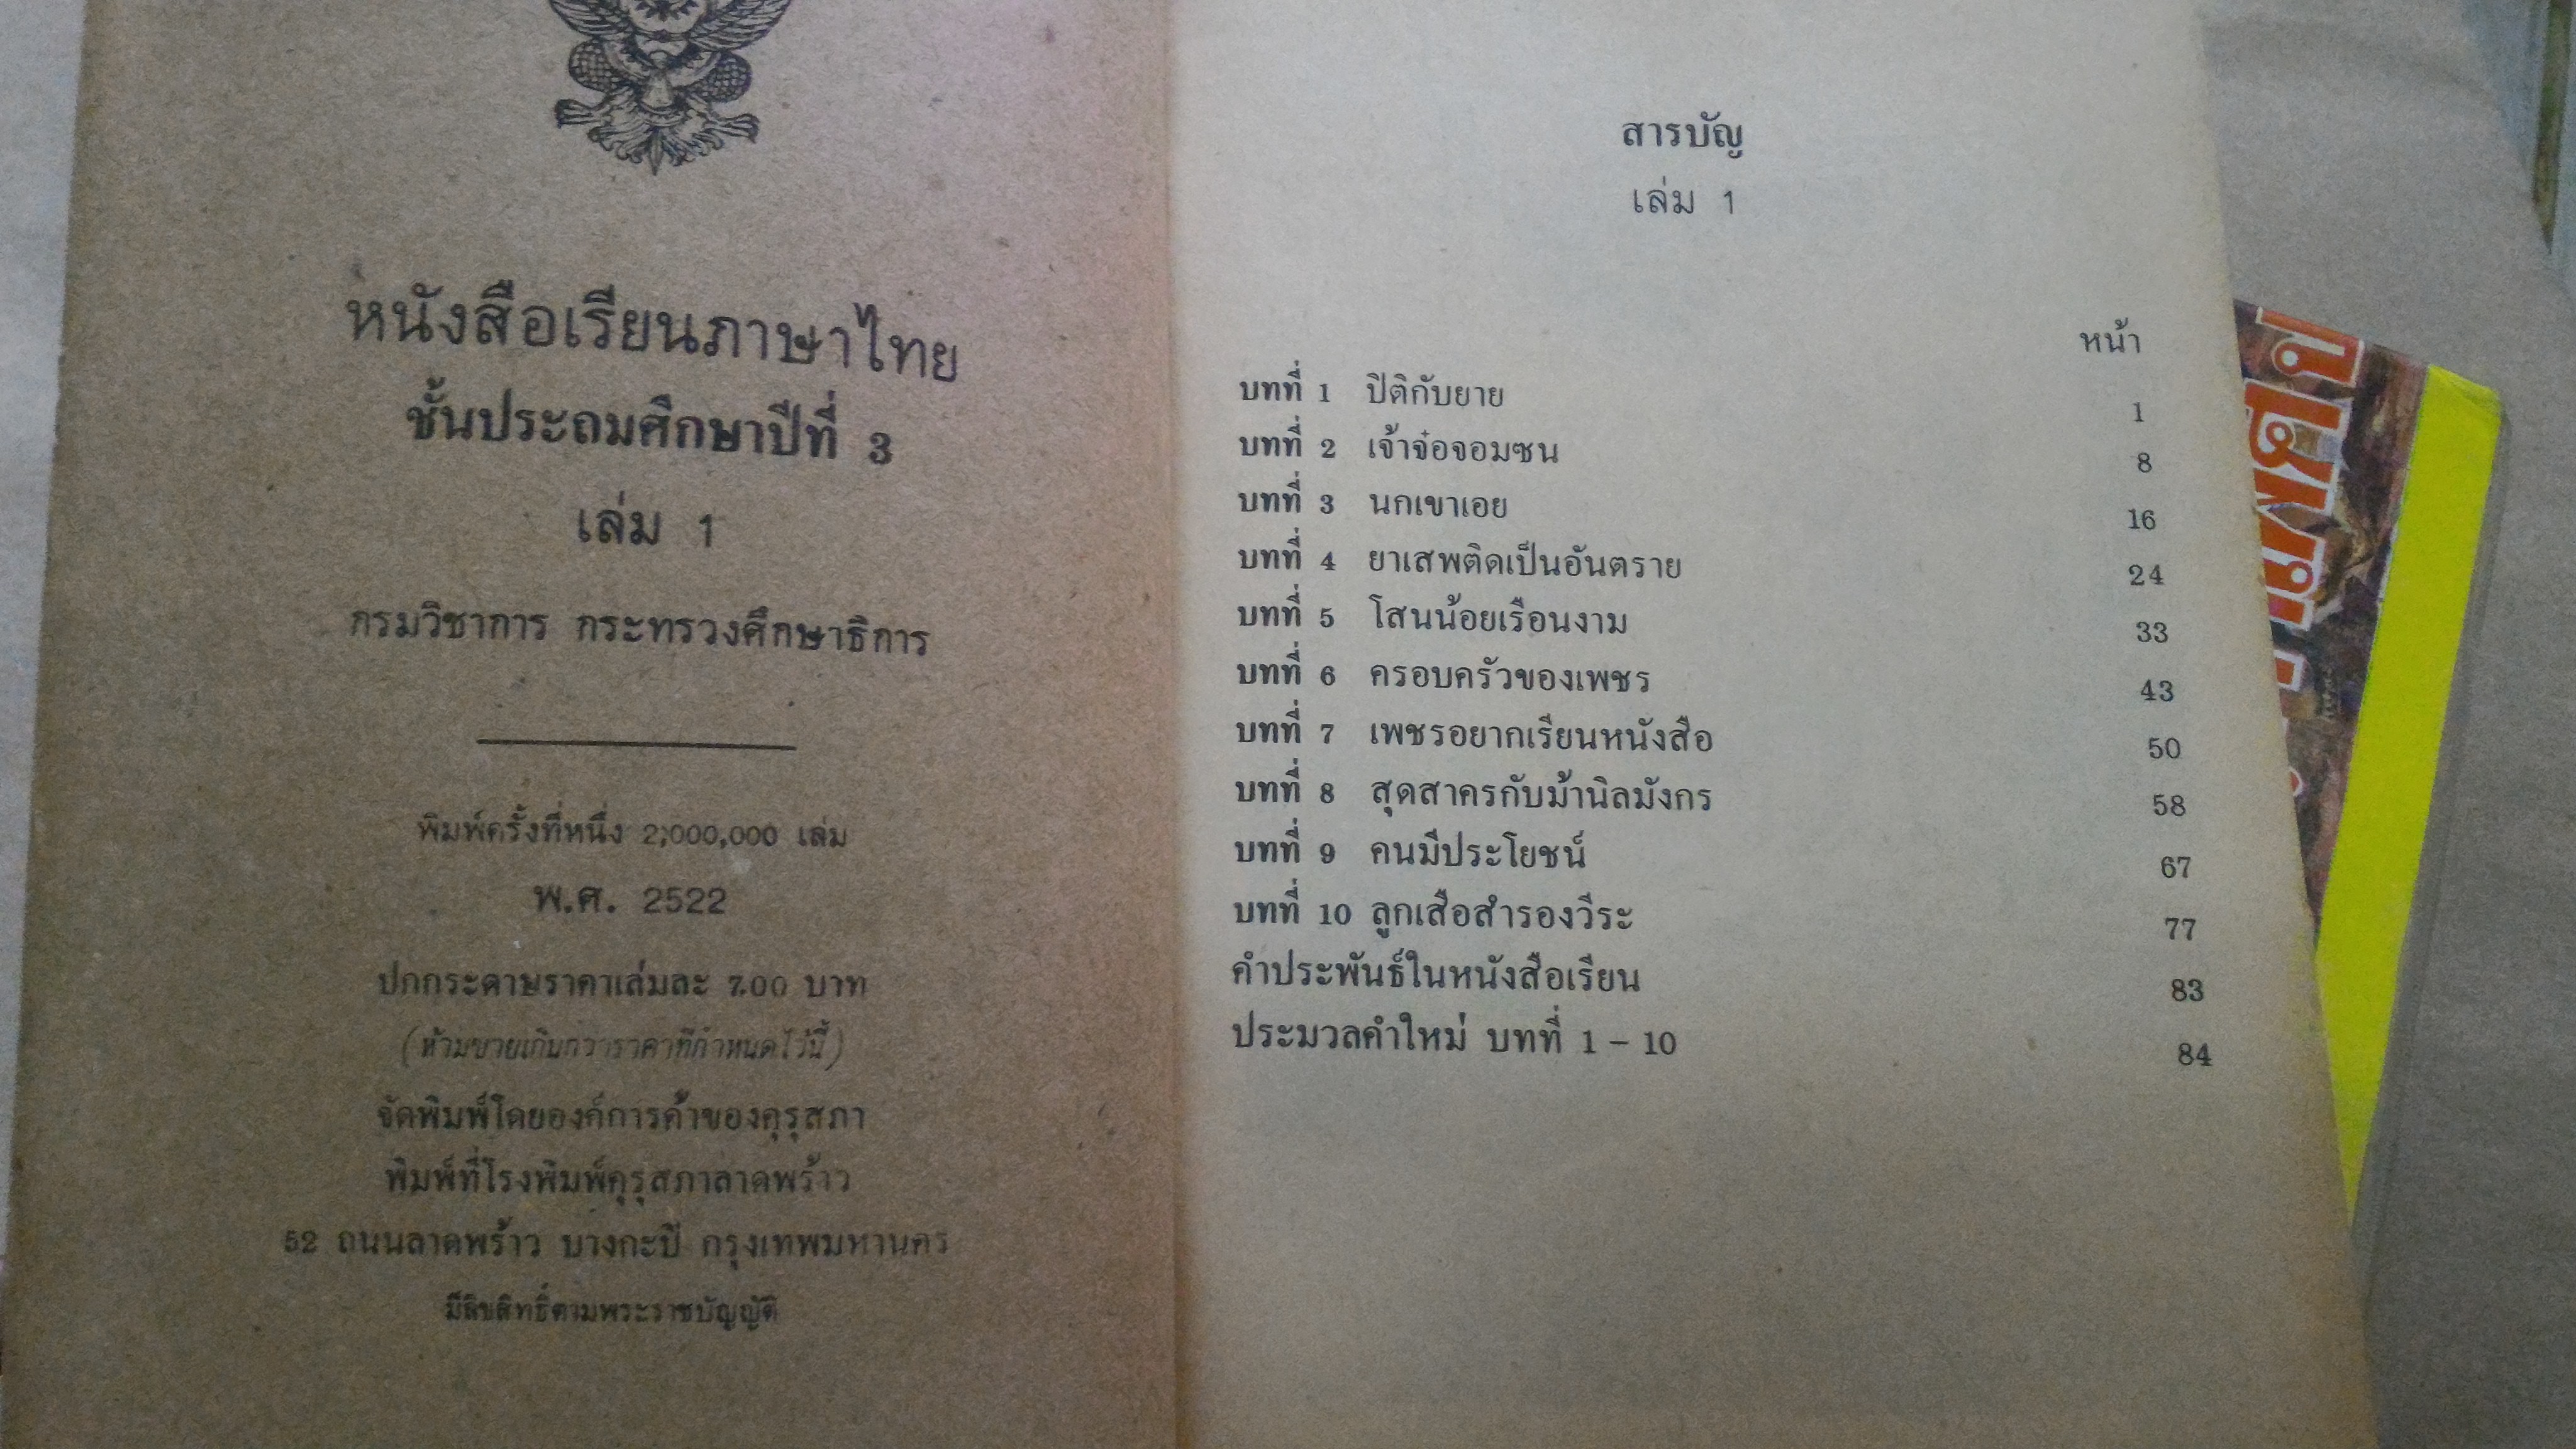 หนังสือเรียนภาษาไทย
ชั้นประถมศึกษาปีที่ 3
เล่ม 1
กรมวิชาการ กระทรวงศึกษาธิการ
พิมพ์ครั้งที่หนึ่ง 2,000,000 เล่ม
พ.ศ. 2522
ปกกระดาษราคาเล่มละ 7.00 บาท
(ห้ามขายเกินกว่าราคาที่กำหนดไว้นี้)
จัดพิมพ์โดยองค์การค้าของคุรุสภา
พิมพ์ที่โรงพิมพ์คุรุสภาลาดพร้าว
52 ถนนลาดพร้าว บางกะปิ กรุงเทพมหานคร
มีลิขสิทธิ์ตามพระราชบัญญัติ
สารบัญ
เล่ม 1
หน้า
บทที่ 1 ปิติกับยาย 1
บทที่ 2 เจ้าจ๋อจอมซน 8
บทที่ 3 นกเขาเอย 16
บทที่ 4 ยาเสพติดเป็นอันตราย 24
บทที่ 5 โสนน้อยเรือนงาม 33
บทที่ 6 ครอบครัวของเพชร 43
บทที่ 7 เพชรอยากเรียนหนังสือ 50
บทที่ 8 สุดสาครกับม้านิลมังกร 58
บทที่ 9 คนมีประโยชน์ 67
บทที่ 10 ลูกเสือสำรองวีระ 77
คำประพันธ์ในหนังสือเรียน 83
ประมวลคำใหม่ บทที่ 1 – 10 84